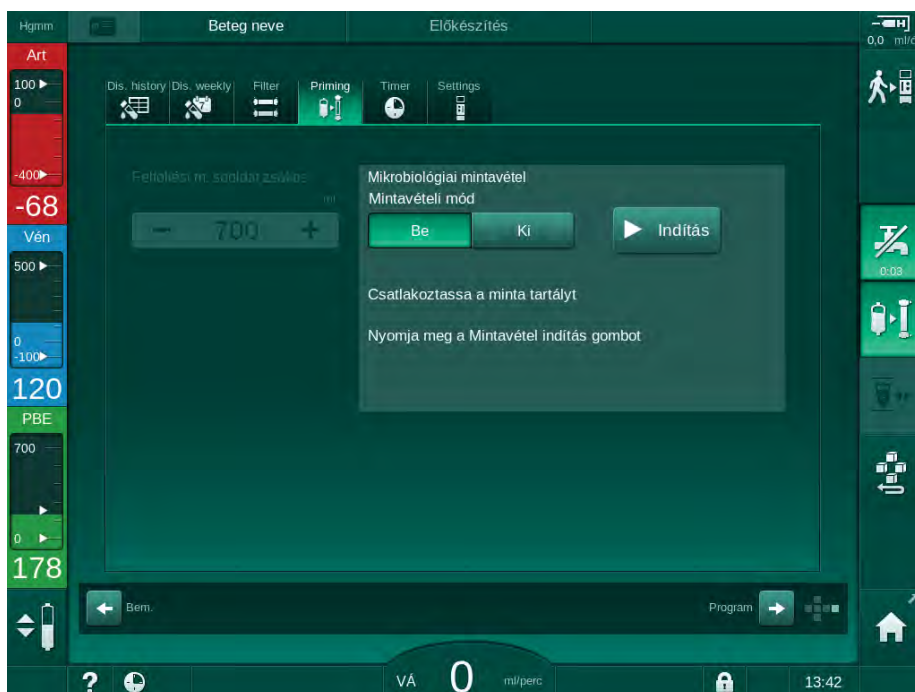 Hgmm
Beteg neve
Előkészítés
0,0 ml/
Art
100
0
-400
-68
Vén
500
0
-100
120
PBE
700
0
178
Dis. history
Dis. weekly
Filter
Priming
Timer
Settings
Feltöltési m. sóoldat zsákos
ml
700
Mikrobiológiai mintavétel
Mintavételi mód
Be
Ki
Indítás
Csatlakoztassa a minta tartályt
Nyomja meg a Mintavétel indítás gombot
0:03
Bem.
Program
?
VÁ
0
ml/perc
13:42